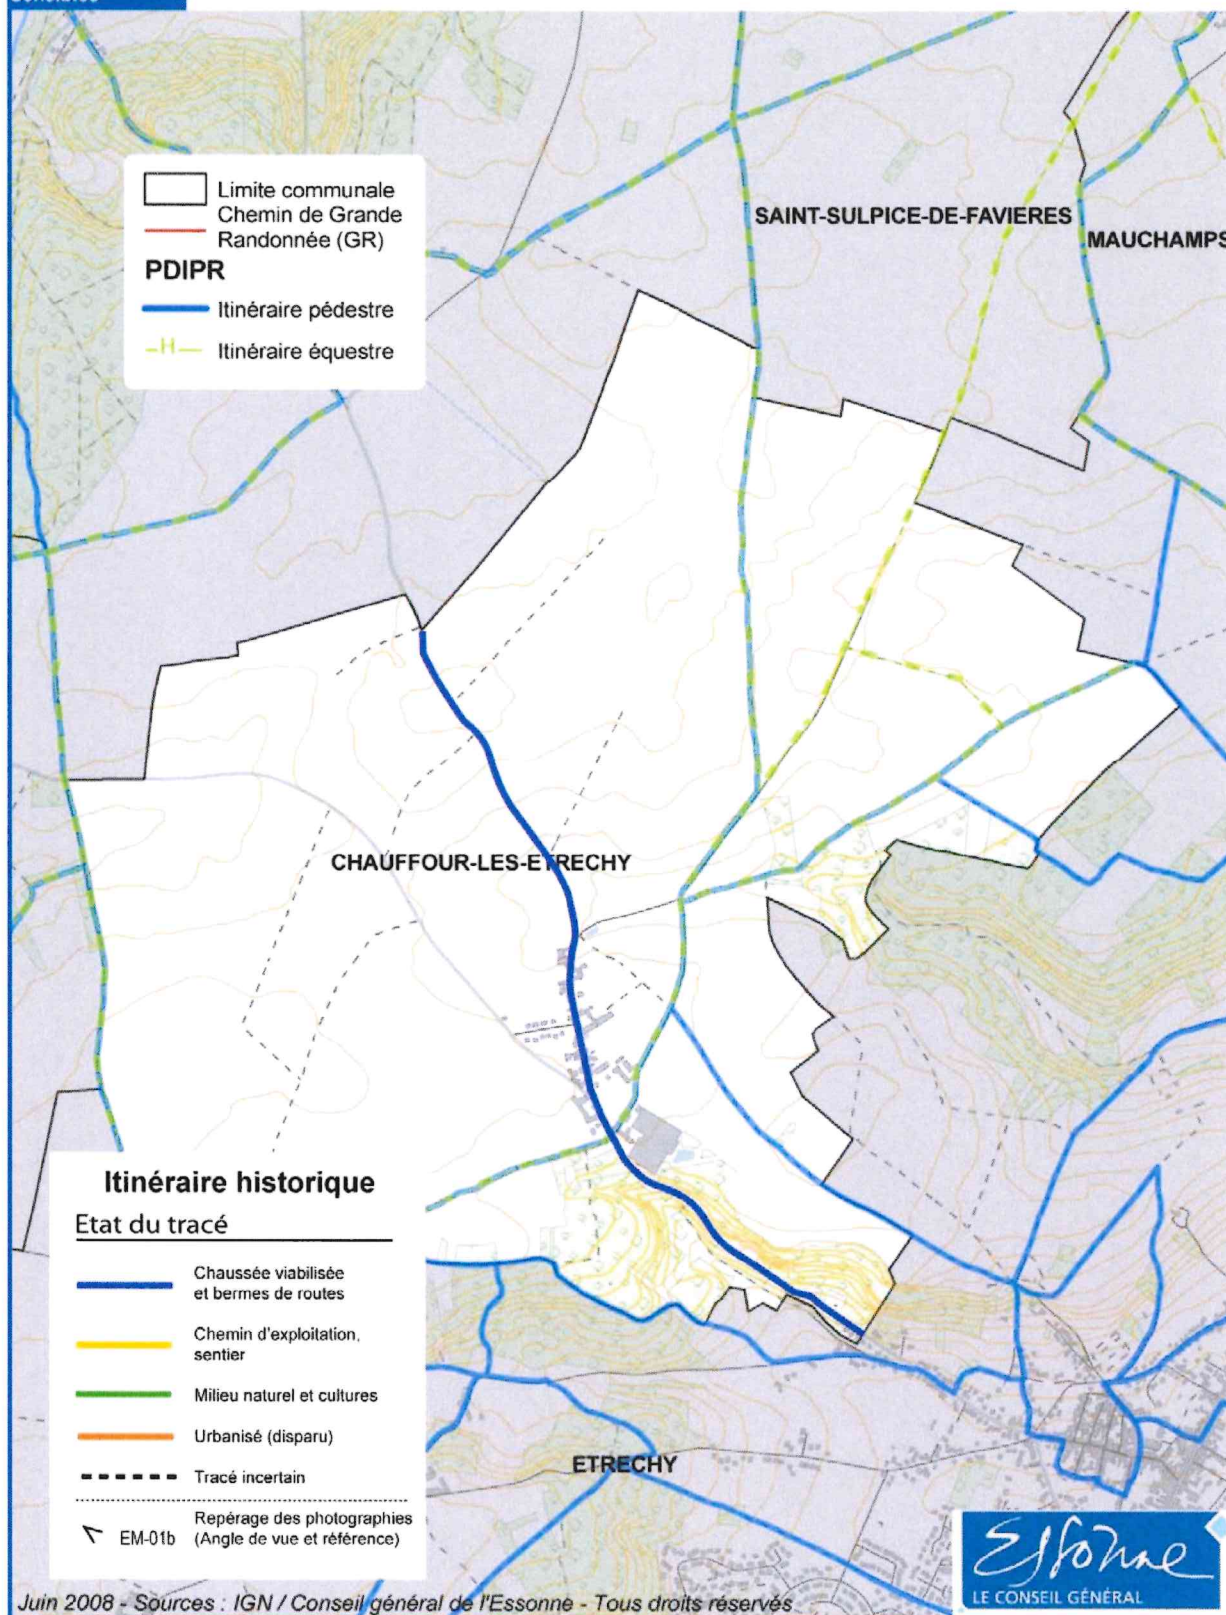 SAINT-SULPICE-DE-FAVIERES
MAUCHAMPS
Limite communale
Chemin de Grande
Randonnée (GR)
PDIPR
Itinéraire pédestre
H Itinéraire équestre
CHAUFFOUR-LES-ETRECHY
Itinéraire historique
Etat du tracé
Chaussée viabilisée
et bermes de routes
Chemin d'exploitation,
sentier
Milieu naturel et cultures
Urbanisé (disparu)
Tracé incertain
Repérage des photographies
EM-01b (Angle de vue et référence)
ETRECHY
Essonne
LE CONSEIL GÉNÉRAL
Juin 2008 - Sources : IGN / Conseil général de l'Essonne - Tous droits réservés